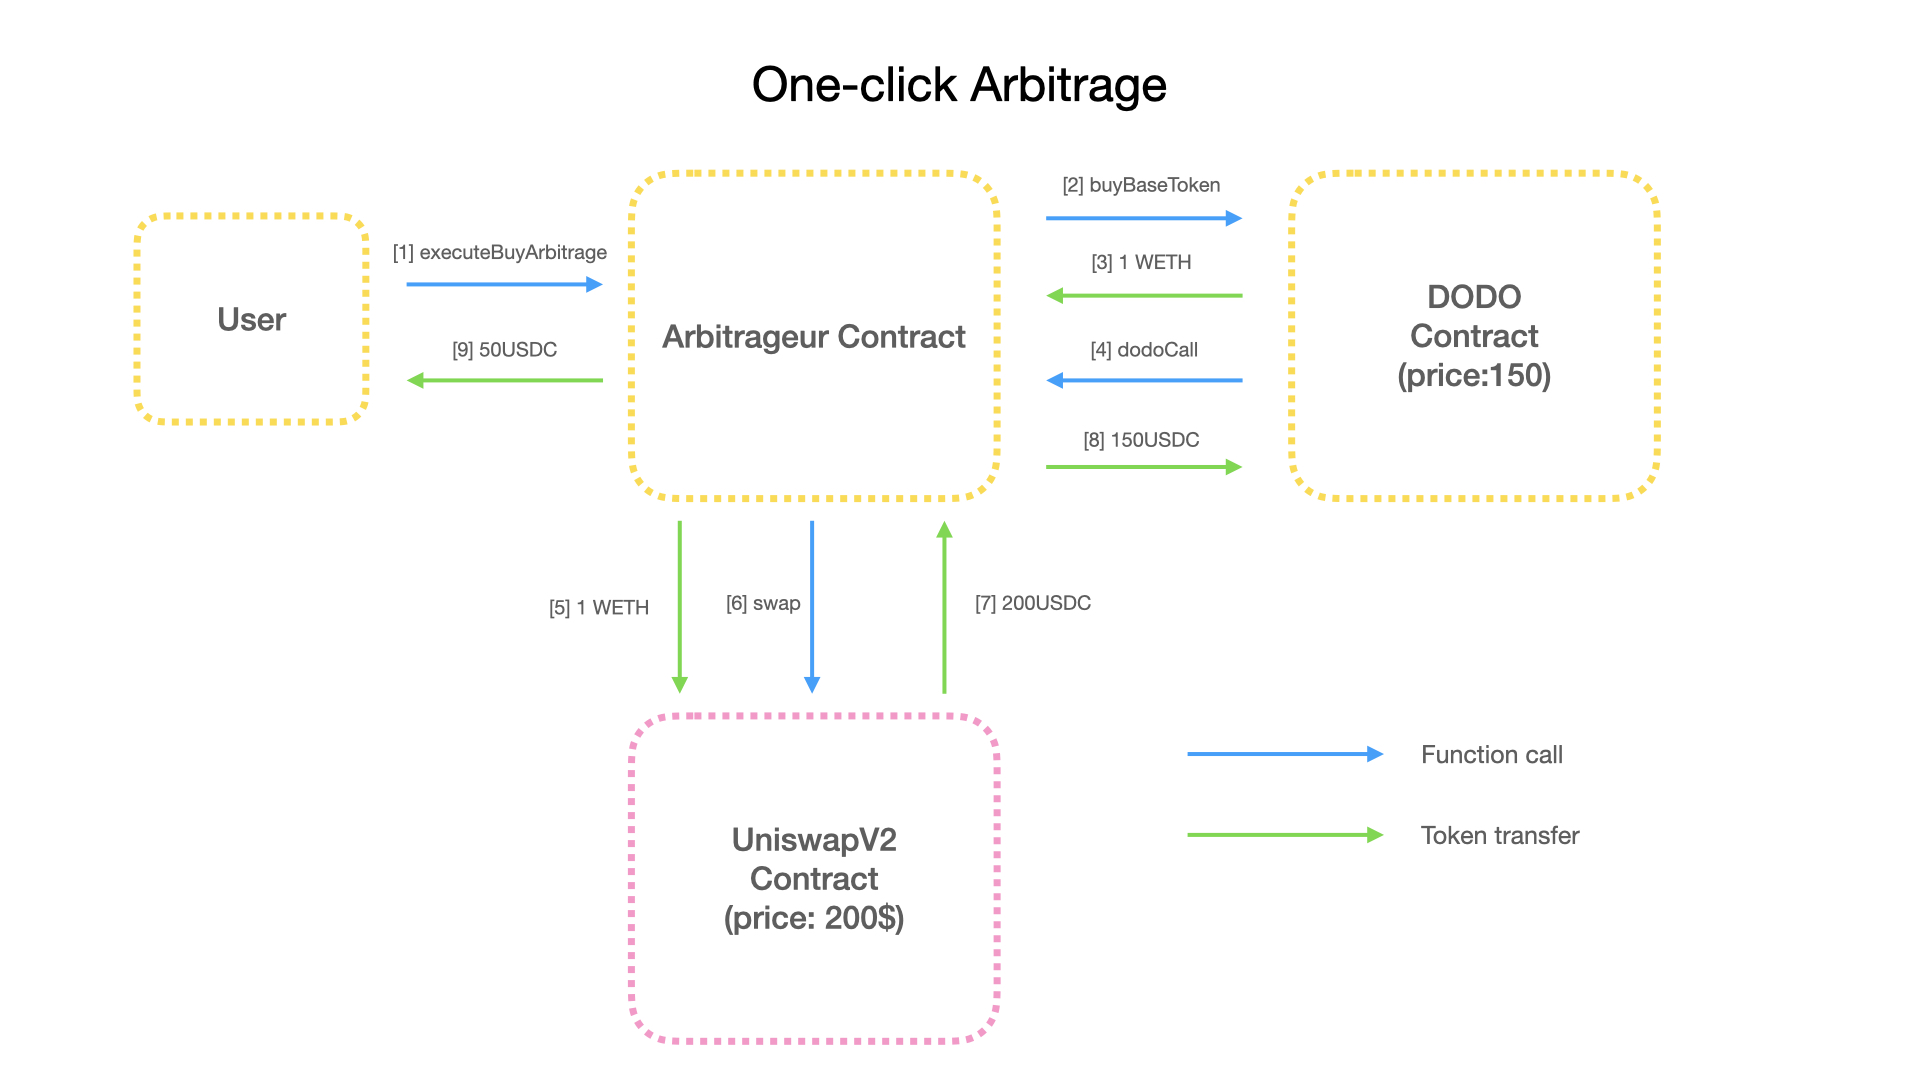 One-click Arbitrage
[2] buyBaseToken
[1] executeBuyArbitrage
[3] 1 WETH
User
Arbitrageur Contract
DODO
Contract
(price:150)
[9] 50USDC
[4] dodoCall
[8] 150USDC
[5] 1 WETH
[6] swap
[7] 200USDC
UniswapV2
Contract
(price: 200$)
Function call
Token transfer